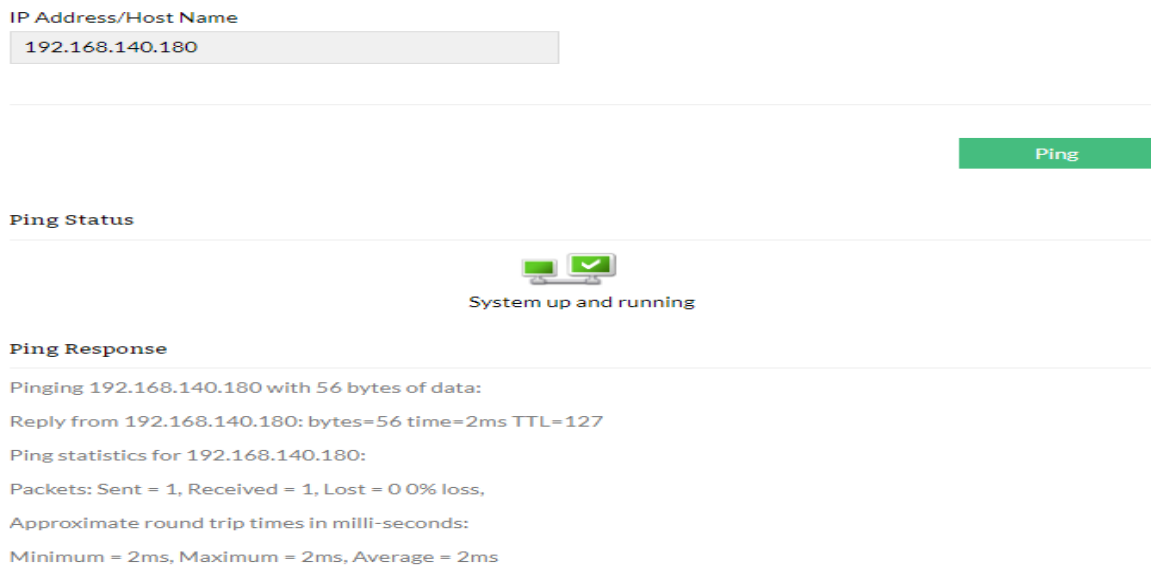 IP Address/Host Name
192.168.140.180
Ping
Ping Status
System up and running
Ping Response
Pinging 192.168.140.180 with 56 bytes of data:
Reply from 192.168.140.180: bytes=56 time=2ms TTL=127
Ping statistics for 192.168.140.180:
Packets: Sent = 1, Received = 1, Lost = 0 0% loss,
Approximate round trip times in milli-seconds:
Minimum = 2ms, Maximum = 2ms, Average = 2ms